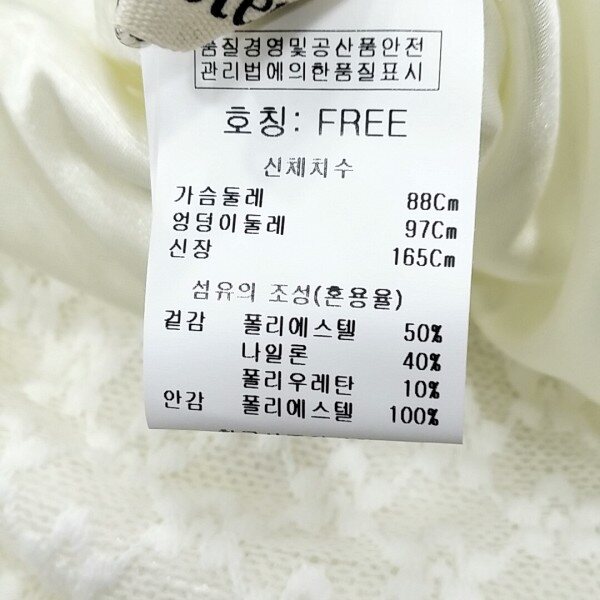 품질경영및공산품안전
관리법에의한품질표시
호칭: FREE
신체치수
가슴둘레 88Cm
엉덩이둘레 97Cm
신장 165Cm
섬유의 조성(혼용율)
겉감 폴리에스텔 50%
나일론 40%
폴리우레탄 10%
안감 폴리에스텔 100%